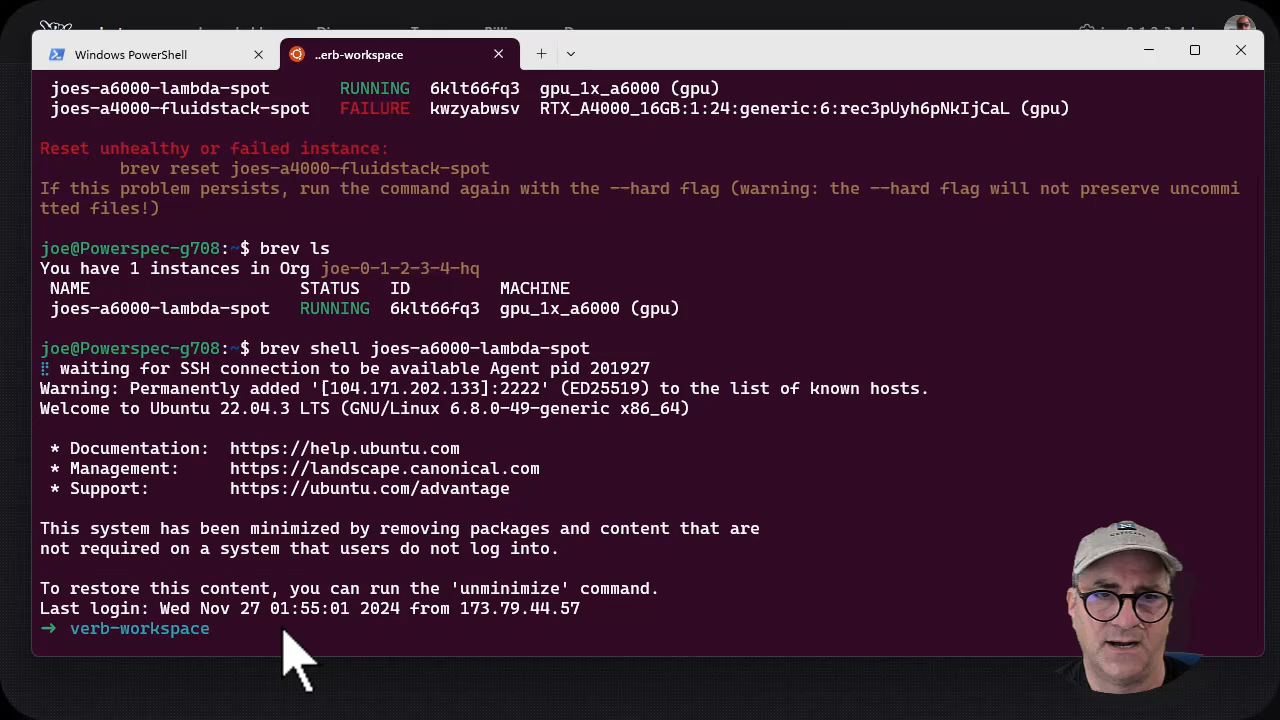 Windows PowerShell
..erb-workspace
joes-a6000-lambda-spot RUNNING 6klt66fq3 gpu_1x_a6000 (gpu)
joes-a4000-fluidstack-spot FAILURE kwzyabwsv RTX_A4000_16GB:1:24:generic:6:rec3pUyh6pNkIjCaL (gpu)
Reset unhealthy or failed instance:
brev reset joes-a4000-fluidstack-spot
If this problem persists, run the command again with the --hard flag (warning: the --hard flag will not preserve uncommi
tted files!)
joe@Powerspec-g708:~$ brev ls
You have 1 instances in Org joe-0-1-2-3-4-hq
NAME STATUS ID MACHINE
joes-a6000-lambda-spot RUNNING 6klt66fq3 gpu_1x_a6000 (gpu)
joe@Powerspec-g708:~$ brev shell joes-a6000-lambda-spot
waiting for SSH connection to be available Agent pid 201927
Warning: Permanently added '[104.171.202.133]:2222' (ED25519) to the list of known hosts.
Welcome to Ubuntu 22.04.3 LTS (GNU/Linux 6.8.0-49-generic x86_64)
* Documentation: https://help.ubuntu.com
* Management: https://landscape.canonical.com
* Support: https://ubuntu.com/advantage
This system has been minimized by removing packages and content that are
not required on a system that users do not log into.
To restore this content, you can run the 'unminimize' command.
Last login: Wed Nov 27 01:55:01 2024 from 173.79.44.57
→ verb-workspace